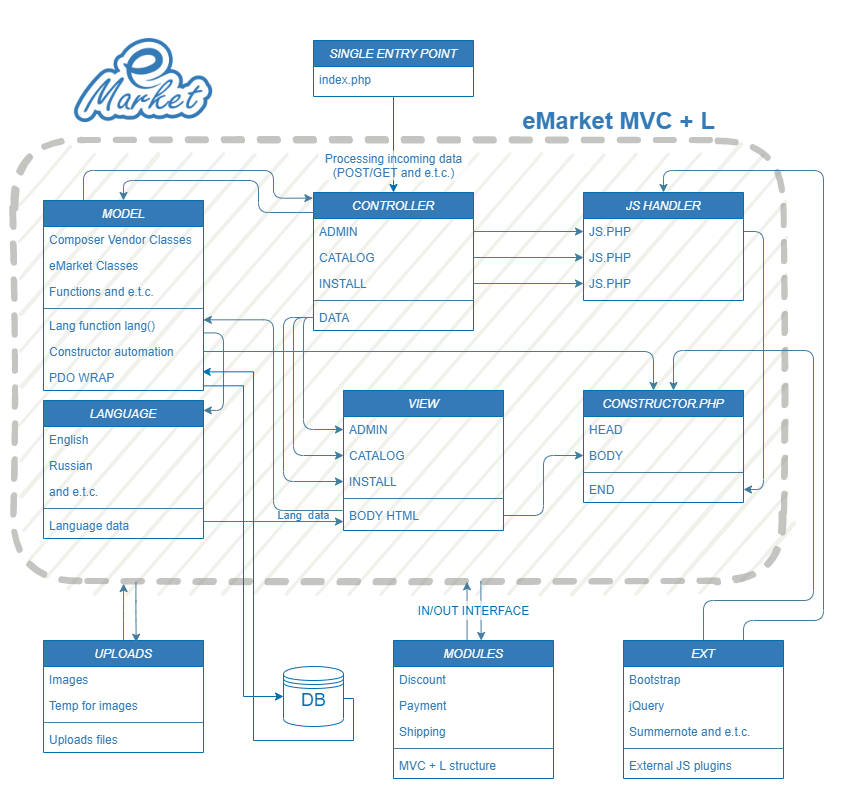 e
Market
SINGLE ENTRY POINT
index.php
eMarket MVC + L
Processing incoming data
(POST/GET and e.t.c.)
MODEL
Composer Vendor Classes
eMarket Classes
Functions and e.t.c.
Lang function lang()
Constructor automation
PDO WRAP
CONTROLLER
ADMIN
CATALOG
INSTALL
DATA
JS HANDLER
JS.PHP
JS.PHP
JS.PHP
LANGUAGE
English
Russian
and e.t.c.
Language data
Lang data
VIEW
ADMIN
CATALOG
INSTALL
BODY HTML
CONSTRUCTOR.PHP
HEAD
BODY
END
IN/OUT INTERFACE
UPLOADS
Images
Temp for images
Uploads files
DB
MODULES
Discount
Payment
Shipping
MVC + L structure
EXT
Bootstrap
jQuery
Summernote and e.t.c.
External JS plugins